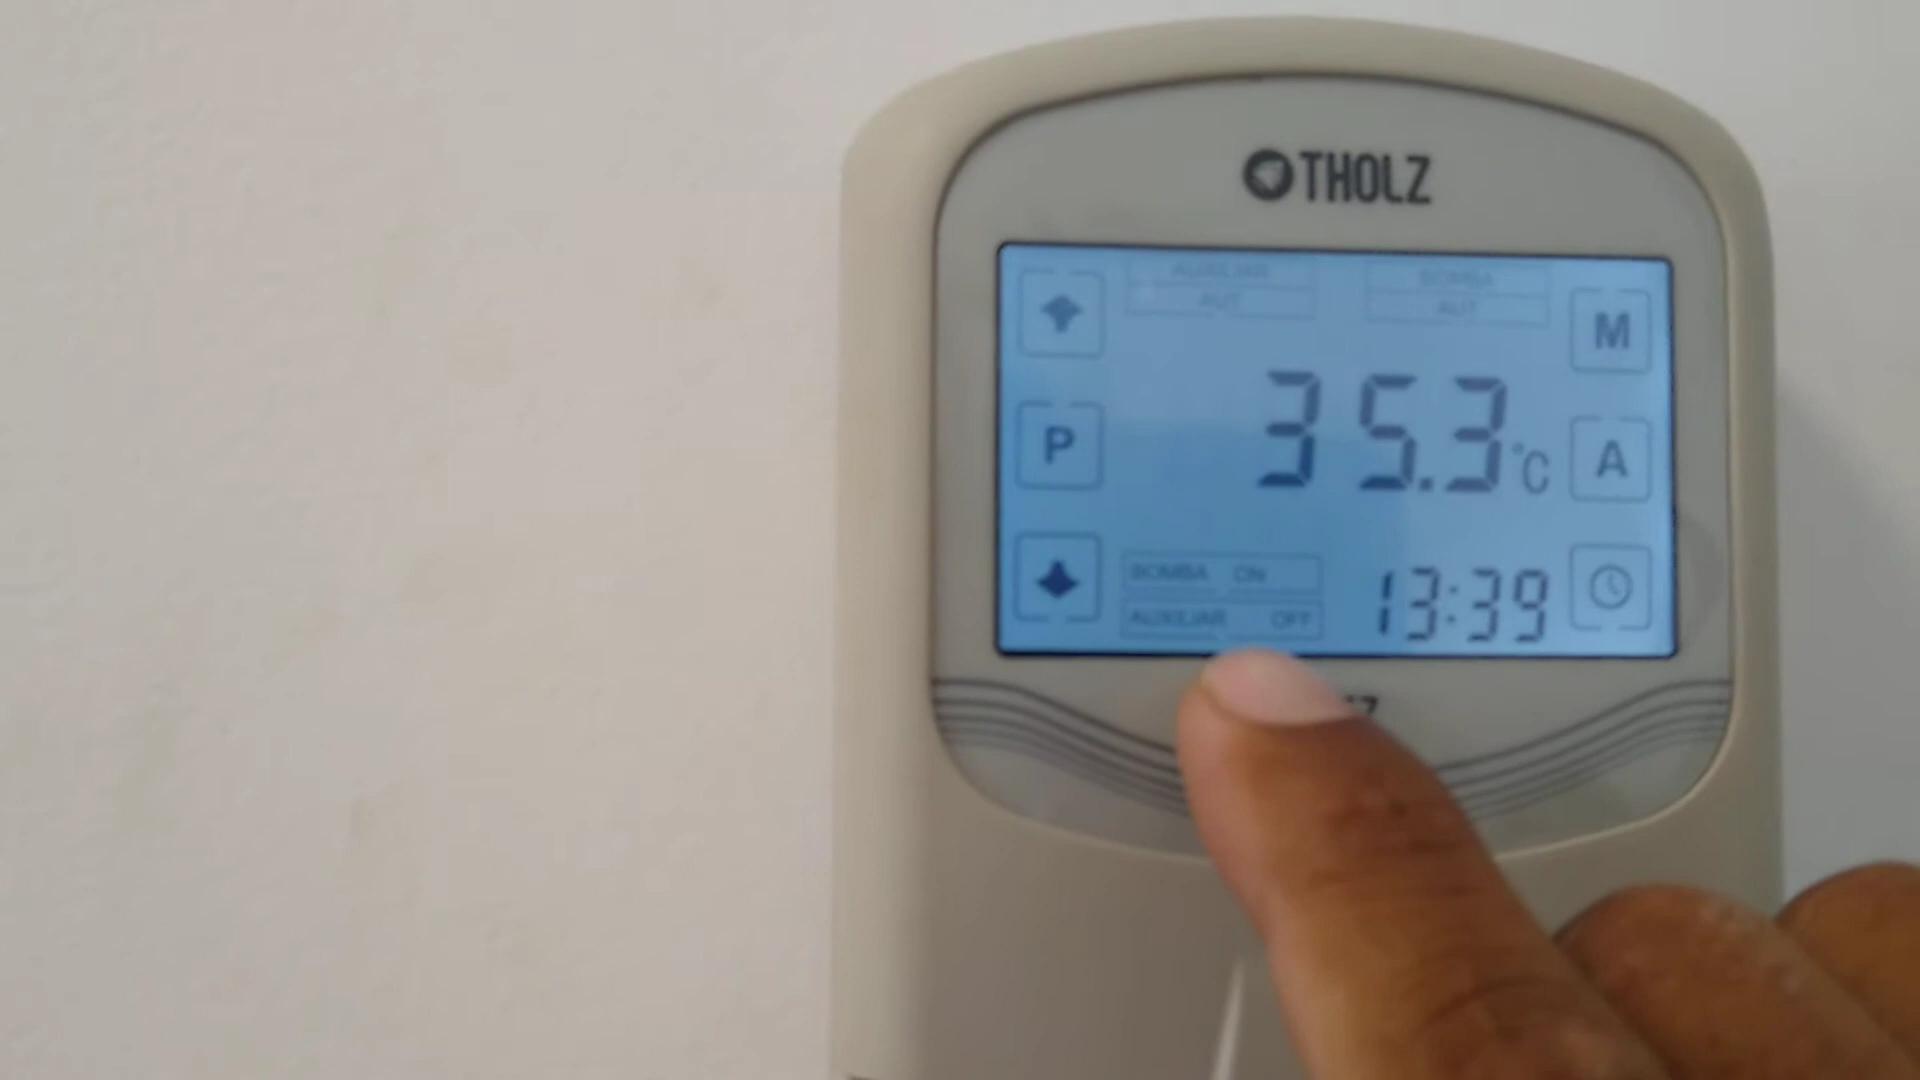 THOLZ
AUXILIAR BOMBA
AUT AUT
M
P
35.3°C
A
BOMBA ON
AUXILIAR OFF
13:39